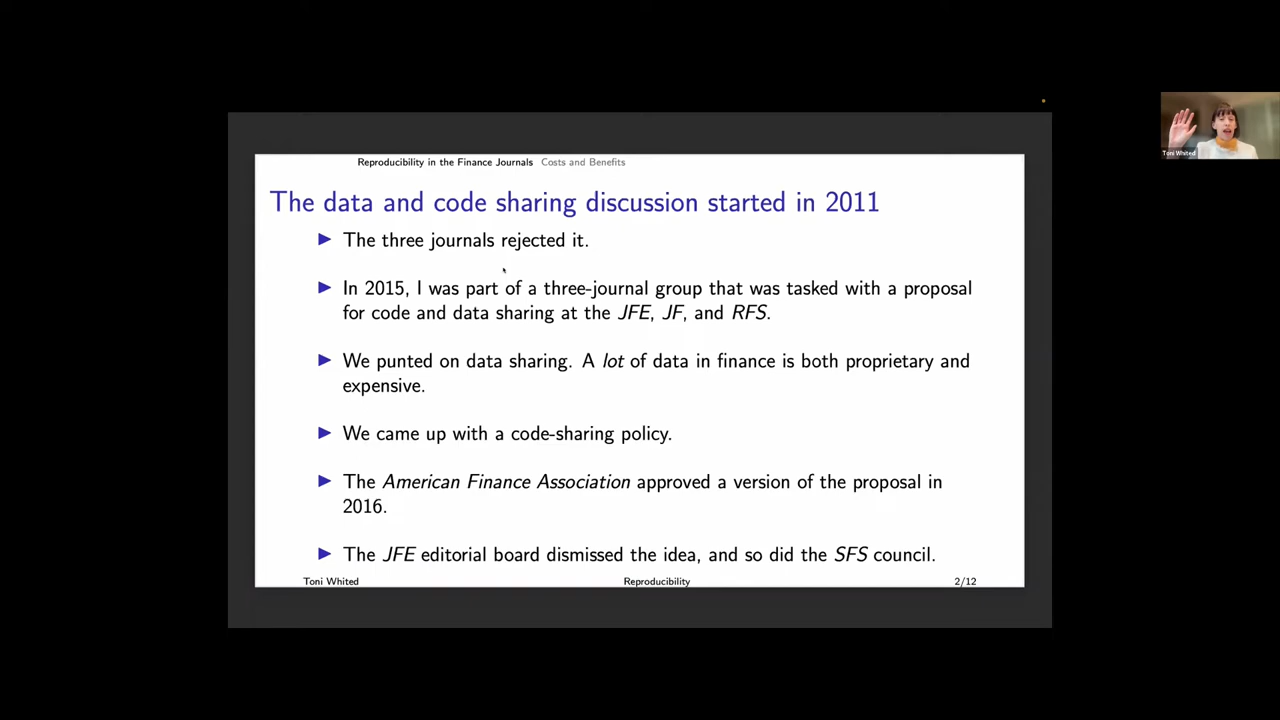 Reproducibility in the Finance Journals Costs and Benefits
The data and code sharing discussion started in 2011
The three journals rejected it.
In 2015, I was part of a three-journal group that was tasked with a proposal
for code and data sharing at the JFE, JF, and RFS.
We punted on data sharing. A lot of data in finance is both proprietary and
expensive.
We came up with a code-sharing policy.
The American Finance Association approved a version of the proposal in
2016.
The JFE editorial board dismissed the idea, and so did the SFS council.
Toni Whited Reproducibility 2/12
Toni Whited